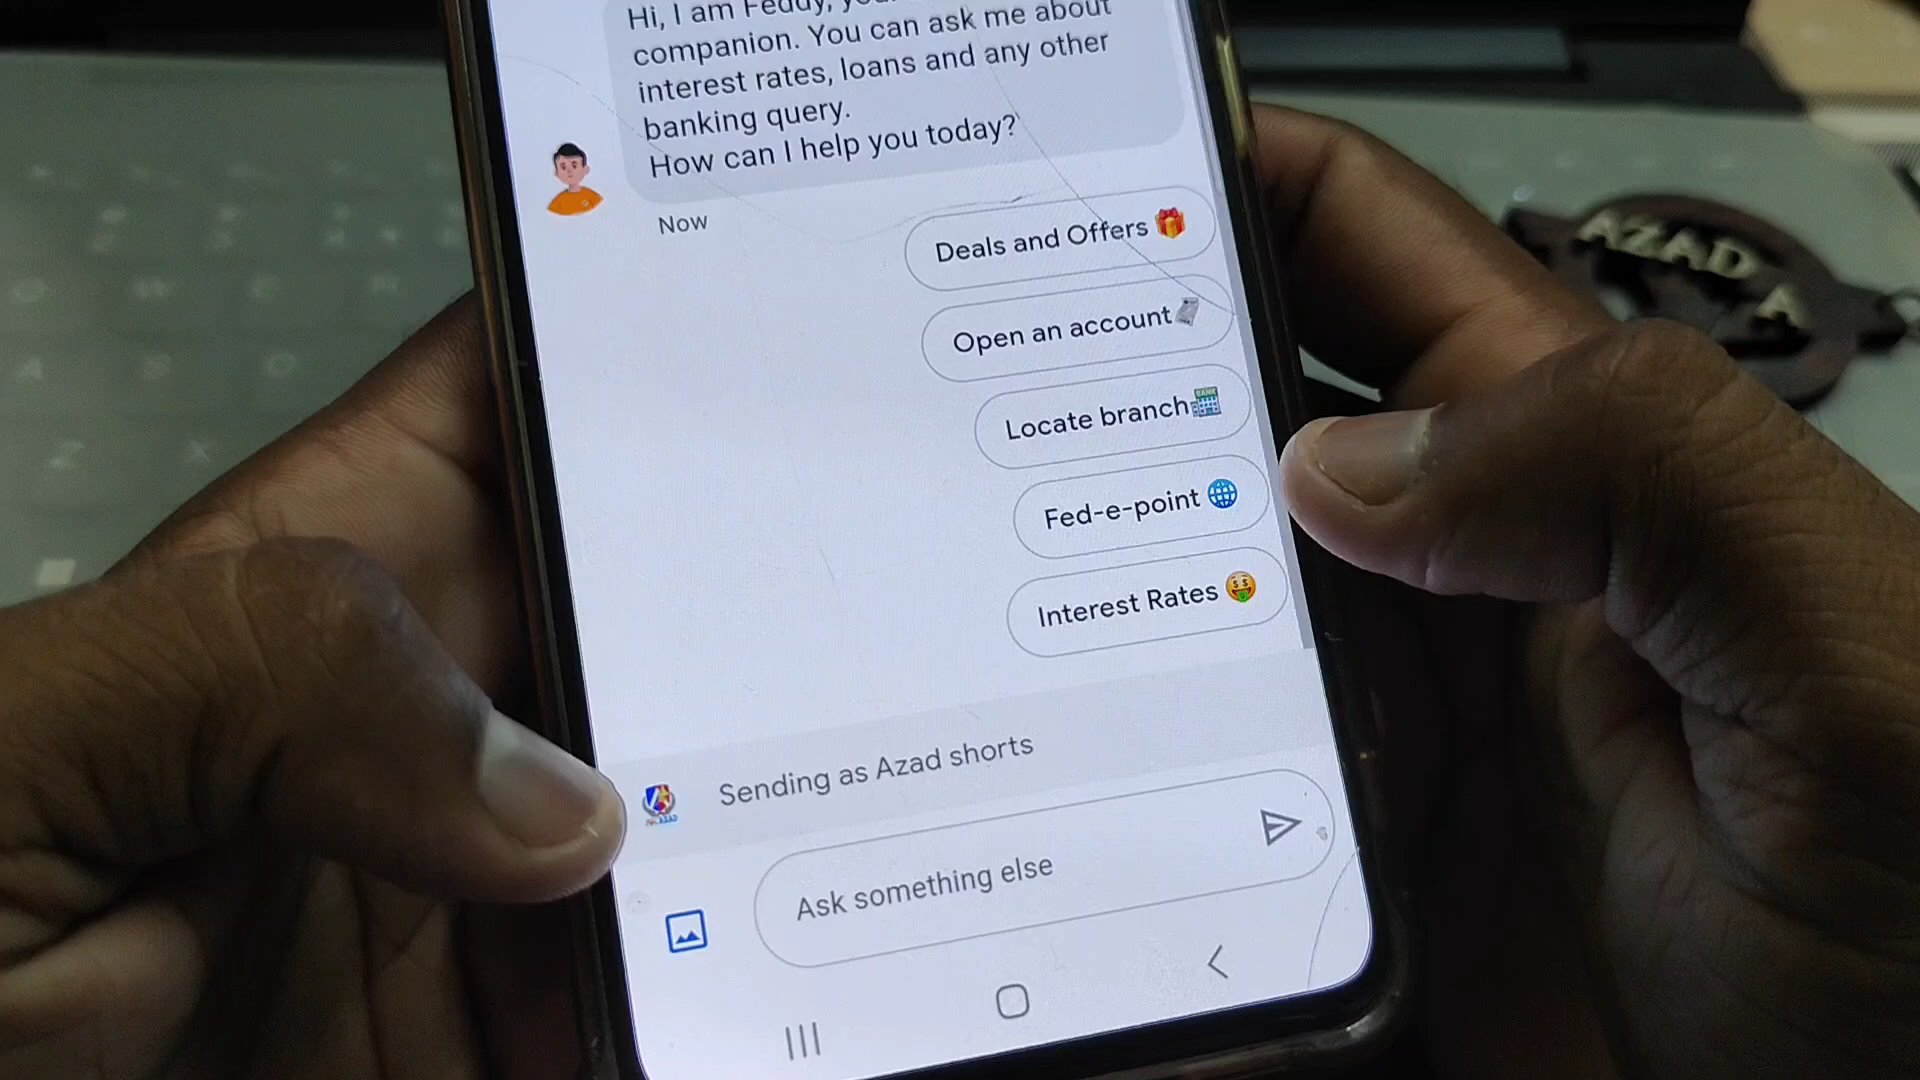 Hi, I am Feddy,
companion. You can ask me about
interest rates, loans and any other
banking query.
How can I help you today?
Now
Deals and Offers 🎁
Open an account
Locate branch🏦
Fed-e-point 🌐
Interest Rates 🤑
Sending as Azad shorts
Ask something else
AZAD
A